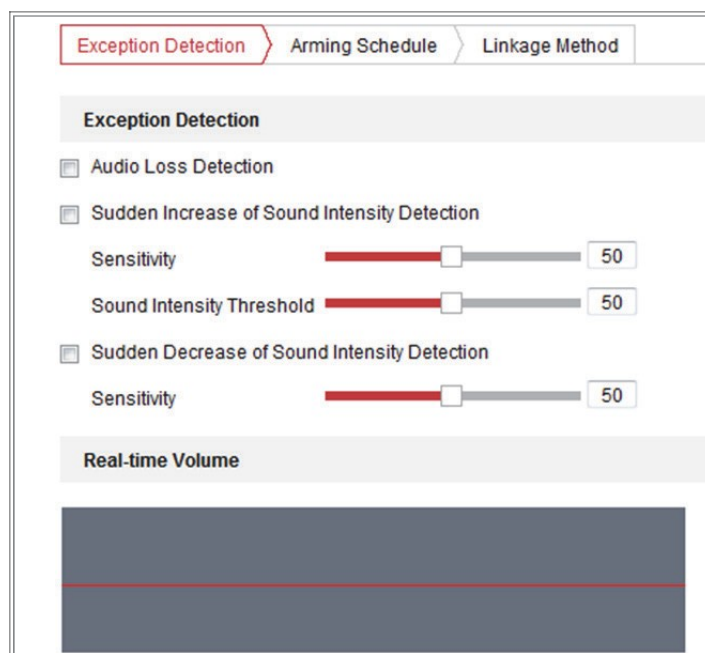 Exception Detection Arming Schedule Linkage Method
Exception Detection
Audio Loss Detection
Sudden Increase of Sound Intensity Detection
Sensitivity 50
Sound Intensity Threshold 50
Sudden Decrease of Sound Intensity Detection
Sensitivity 50
Real-time Volume